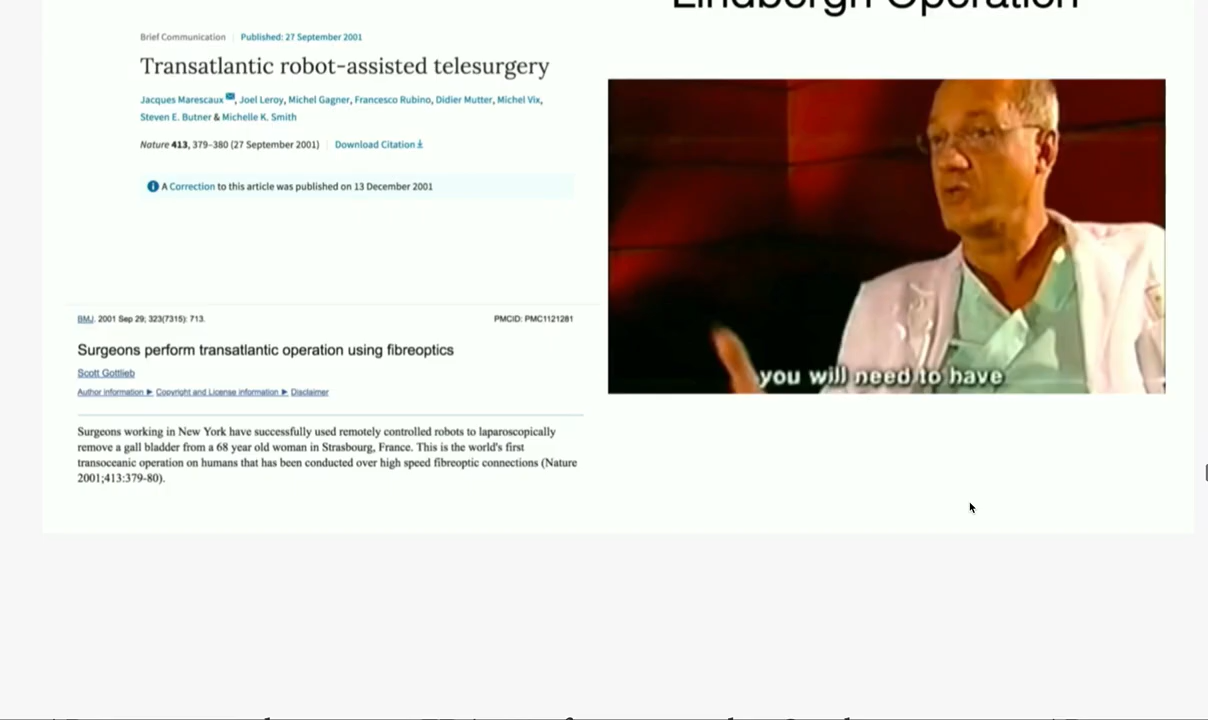 Lindbergh Operation
Brief Communication | Published: 27 September 2001
Transatlantic robot-assisted telesurgery
Jacques Marescaux, Joel Leroy, Michel Gagner, Francesco Rubino, Didier Mutter, Michel Vix,
Steven E. Butner & Michelle K. Smith
Nature 413, 379–380 (27 September 2001) | Download Citation
A Correction to this article was published on 13 December 2001
you will need to have
BMJ. 2001 Sep 29; 323(7315): 713.
PMCID: PMC1121281
Surgeons perform transatlantic operation using fibreoptics
Scott Gottlieb
Author information ► Copyright and License information ► Disclaimer
Surgeons working in New York have successfully used remotely controlled robots to laparoscopically
remove a gall bladder from a 68 year old woman in Strasbourg, France. This is the world's first
transoceanic operation on humans that has been conducted over high speed fibreoptic connections (Nature
2001;413:379-80).